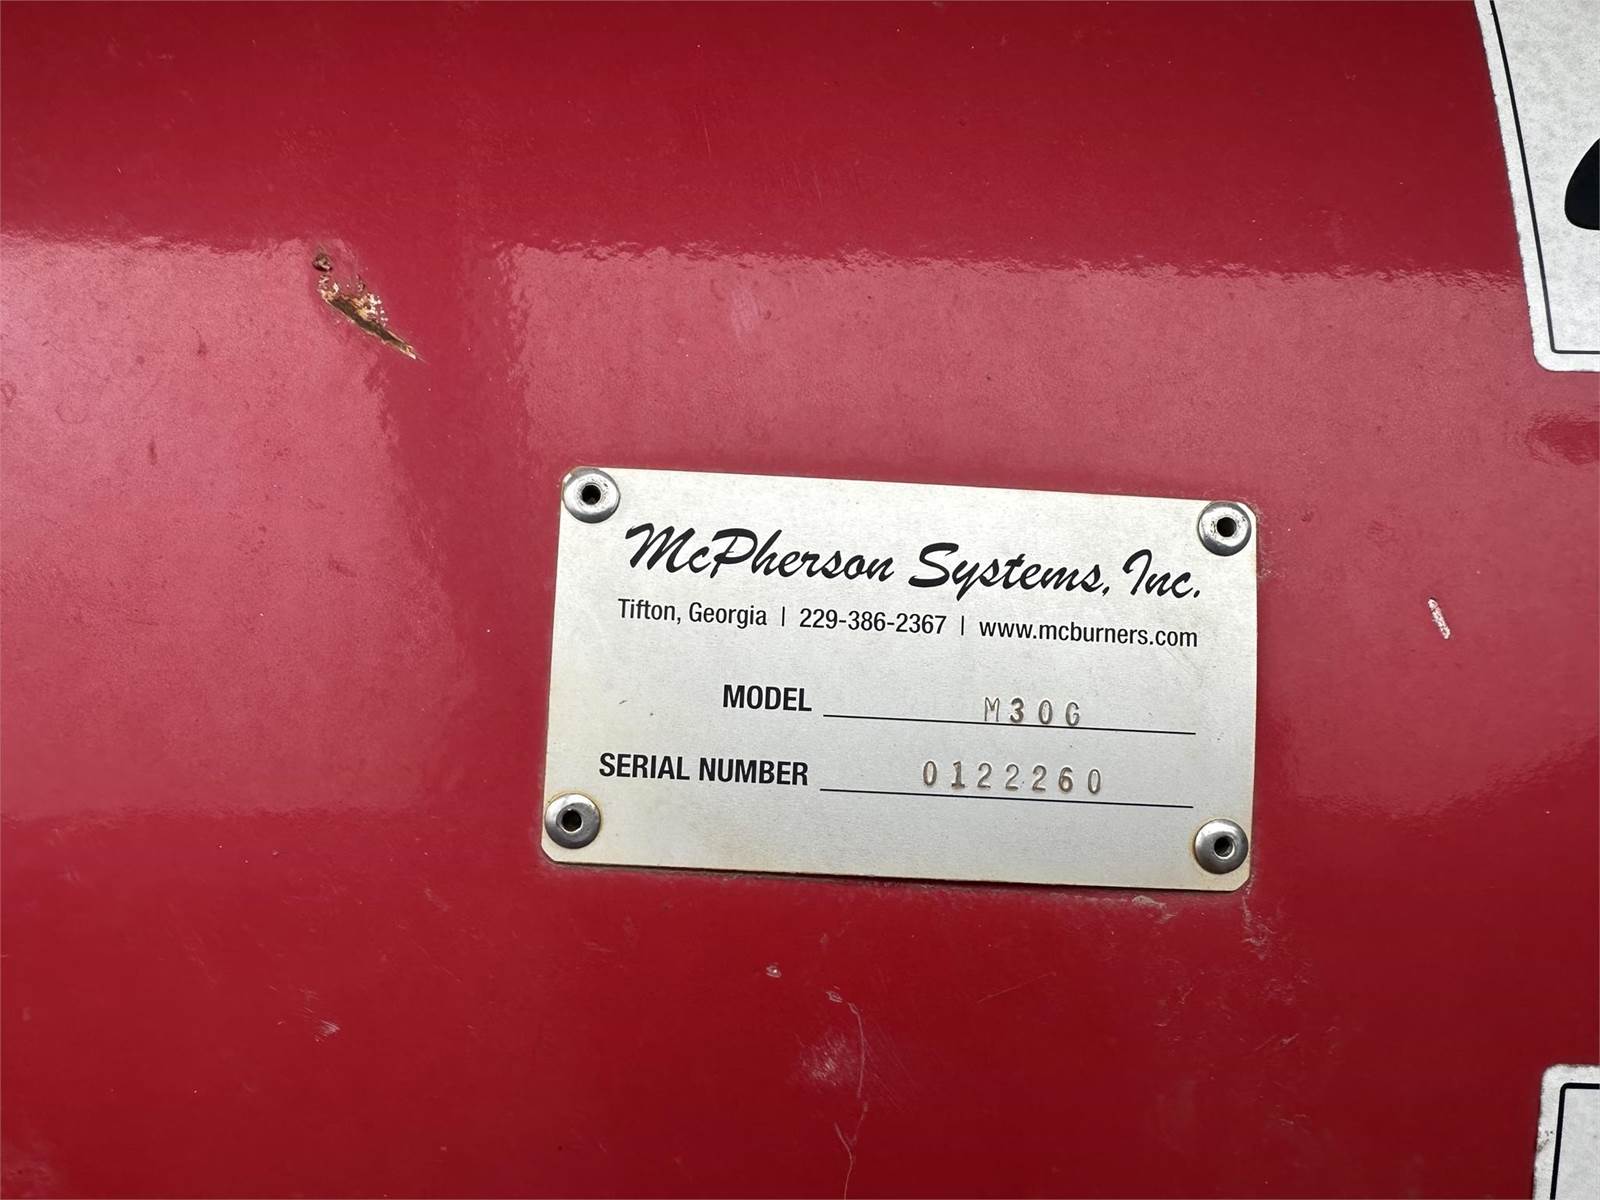 McPherson Systems, Inc.
Tifton, Georgia | 229-386-2367 | www.mcburners.com
MODEL M30G
SERIAL NUMBER 0122260